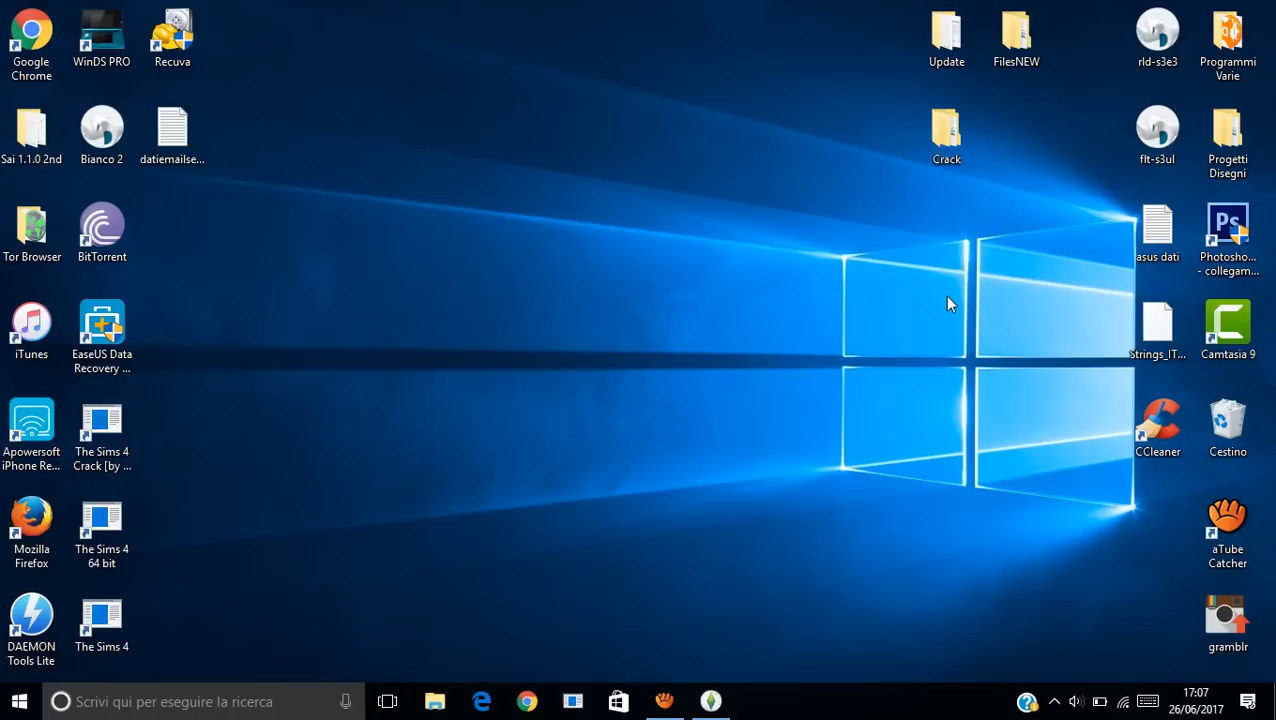 Google
Chrome
WinDS PRO
Recuva
Update
FilesNEW
rld-s3e3
Programmi
Varie
Sai 1.1.0 2nd
Bianco 2
datiemailse...
Crack
flt-s3ul
Progetti
Disegni
Tor Browser
BitTorrent
asus dati
Ps
Photosho...
- collegam...
iTunes
EaseUS Data
Recovery ...
Strings_IT...
Camtasia 9
Apowersoft
iPhone Re...
The Sims 4
Crack [by ...
CCleaner
Cestino
Mozilla
Firefox
The Sims 4
64 bit
aTube
Catcher
DAEMON
Tools Lite
The Sims 4
gramblr
Scrivi qui per eseguire la ricerca
17:07
26/06/2017